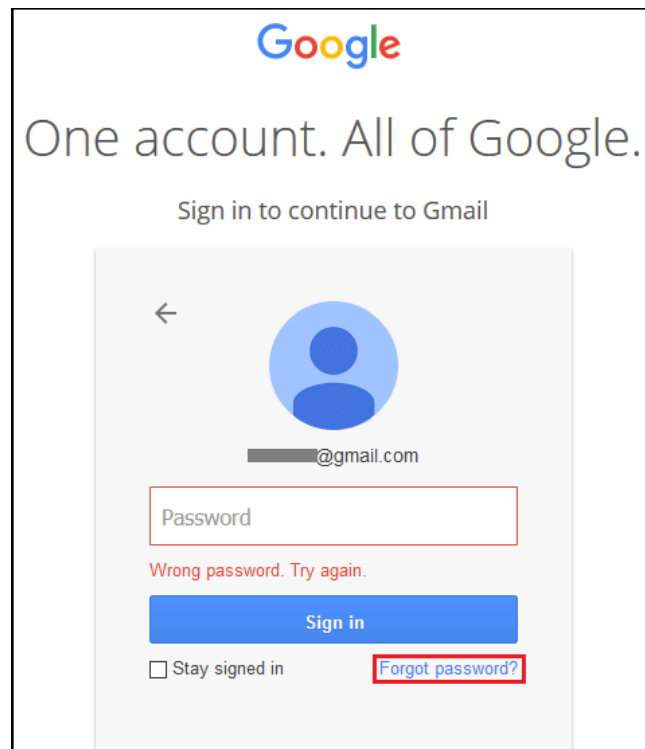 Google
One account. All of Google.
Sign in to continue to Gmail
@gmail.com
Password
Wrong password. Try again.
Sign in
Stay signed in Forgot password?